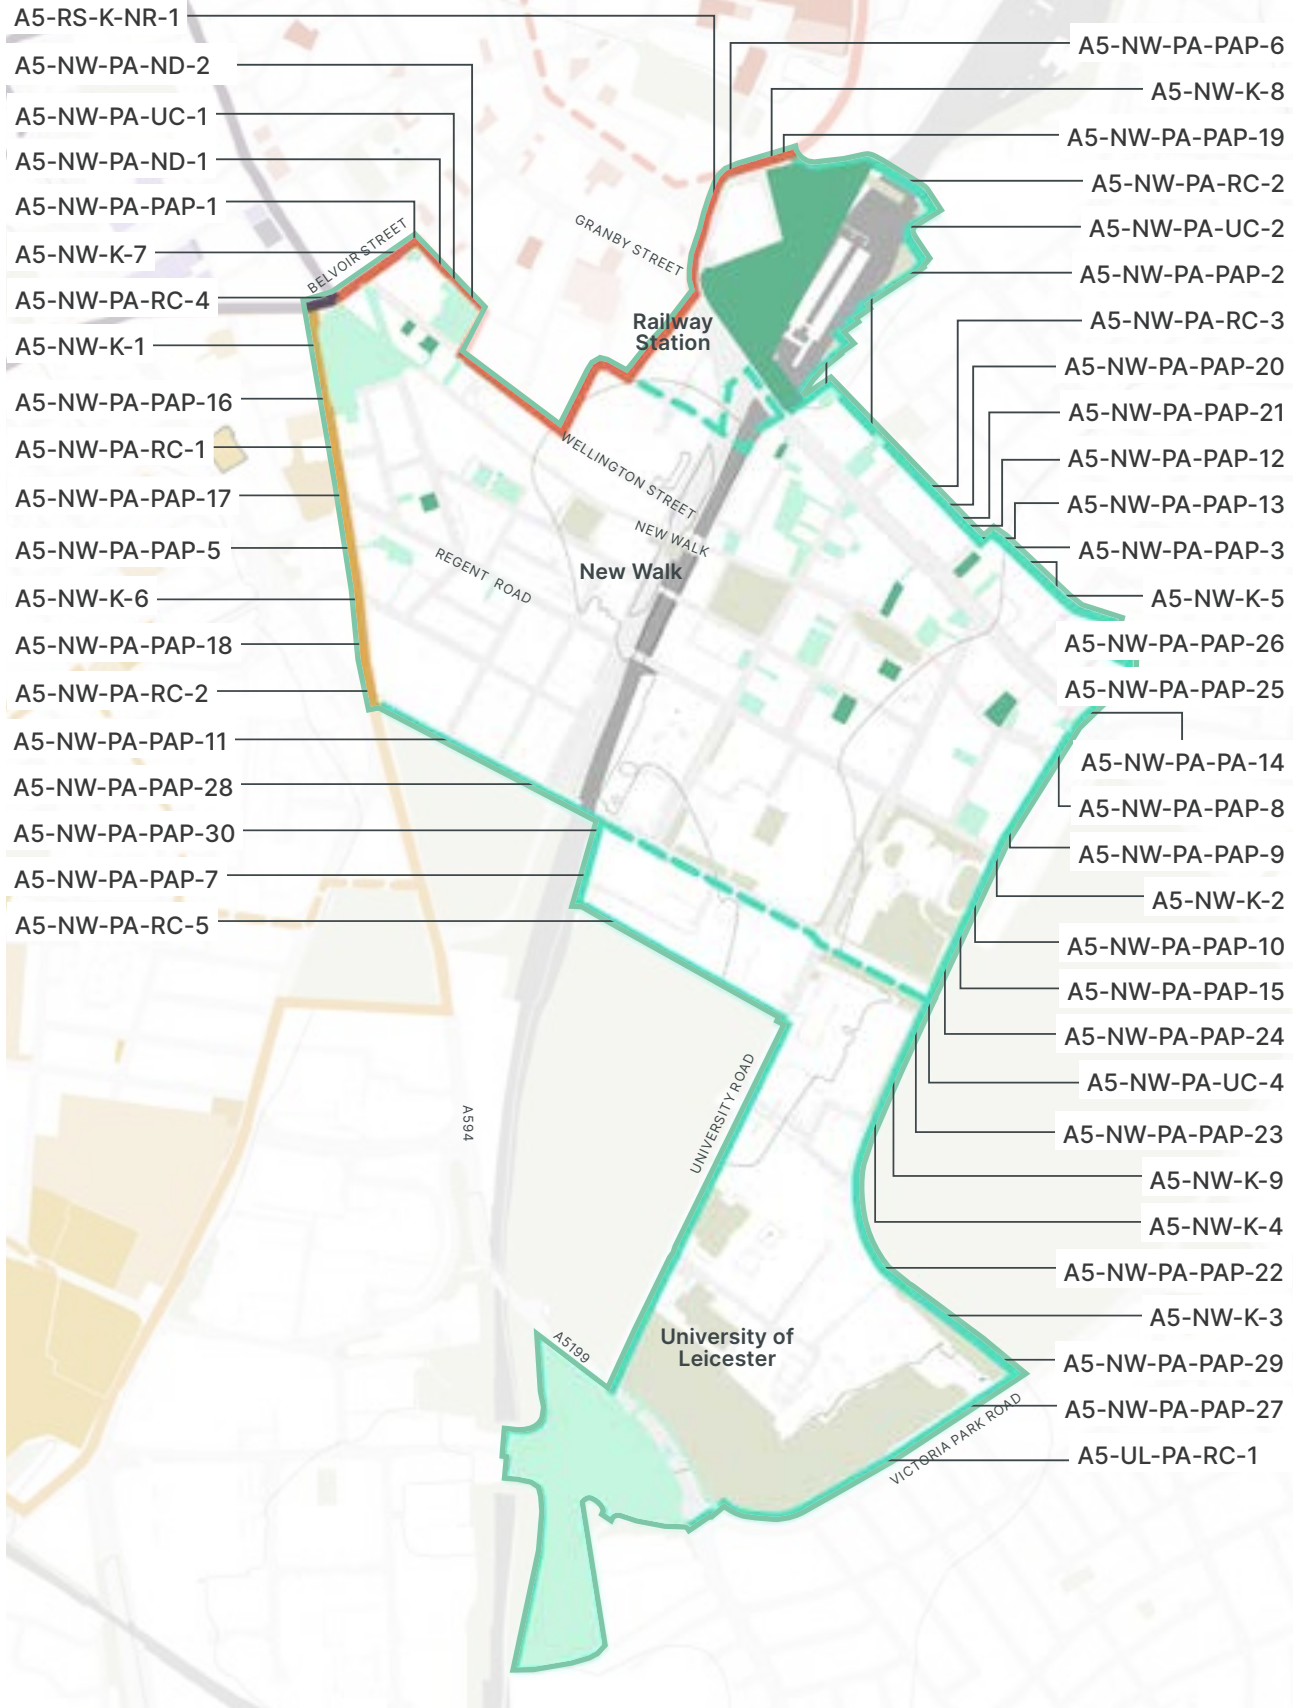 A5-RS-K-NR-1
A5-NW-PA-ND-2
A5-NW-PA-UC-1
A5-NW-PA-ND-1
A5-NW-PA-PAP-1
A5-NW-K-7
A5-NW-PA-RC-4
A5-NW-K-1
A5-NW-PA-PAP-16
A5-NW-PA-RC-1
A5-NW-PA-PAP-17
A5-NW-PA-PAP-5
A5-NW-K-6
A5-NW-PA-PAP-18
A5-NW-PA-RC-2
A5-NW-PA-PAP-11
A5-NW-PA-PAP-28
A5-NW-PA-PAP-30
A5-NW-PA-PAP-7
A5-NW-PA-RC-5
BELVOIR STREET
GRANBY STREET
Railway
Station
WELLINGTON STREET
NEW WALK
REGENT ROAD
New Walk
A594
UNIVERSITY ROAD
A5199
University of
Leicester
VICTORIA PARK ROAD
A5-NW-PA-PAP-6
A5-NW-K-8
A5-NW-PA-PAP-19
A5-NW-PA-RC-2
A5-NW-PA-UC-2
A5-NW-PA-PAP-2
A5-NW-PA-RC-3
A5-NW-PA-PAP-20
A5-NW-PA-PAP-21
A5-NW-PA-PAP-12
A5-NW-PA-PAP-13
A5-NW-PA-PAP-3
A5-NW-K-5
A5-NW-PA-PAP-26
A5-NW-PA-PAP-25
A5-NW-PA-PA-14
A5-NW-PA-PAP-8
A5-NW-PA-PAP-9
A5-NW-K-2
A5-NW-PA-PAP-10
A5-NW-PA-PAP-15
A5-NW-PA-PAP-24
A5-NW-PA-UC-4
A5-NW-PA-PAP-23
A5-NW-K-9
A5-NW-K-4
A5-NW-PA-PAP-22
A5-NW-K-3
A5-NW-PA-PAP-29
A5-NW-PA-PAP-27
A5-UL-PA-RC-1